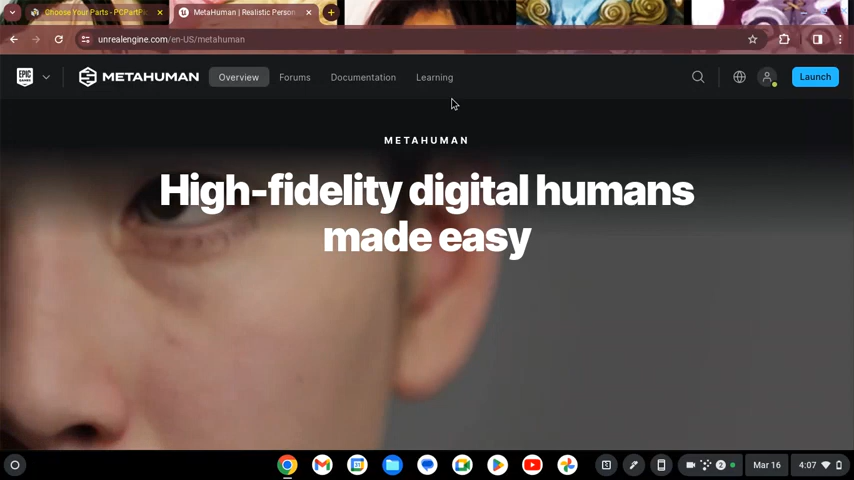 Choose Your Parts - PCPartP
MetaHuman | Realistic Person
unrealengine.com/en-US/metahuman
EPIC GAMES
METAHUMAN
Overview
Forums
Documentation
Learning
Launch
METAHUMAN
High-fidelity digital humans
made easy
31
2
Mar 16
4:07